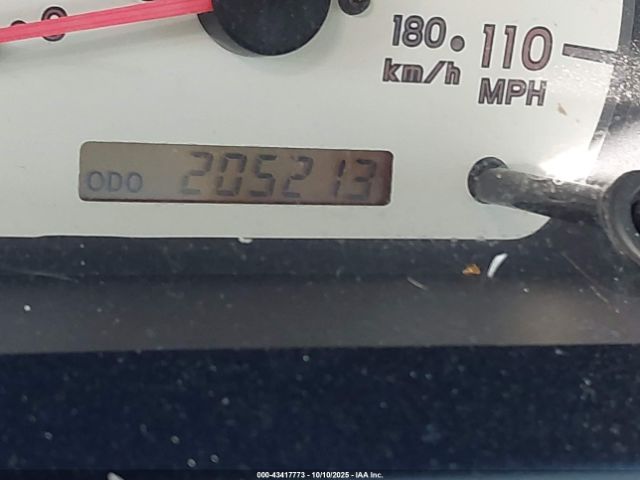 180 110
km/h MPH
ODO 205213
000-43417773 - 10/10/2025 - IAA Inc.